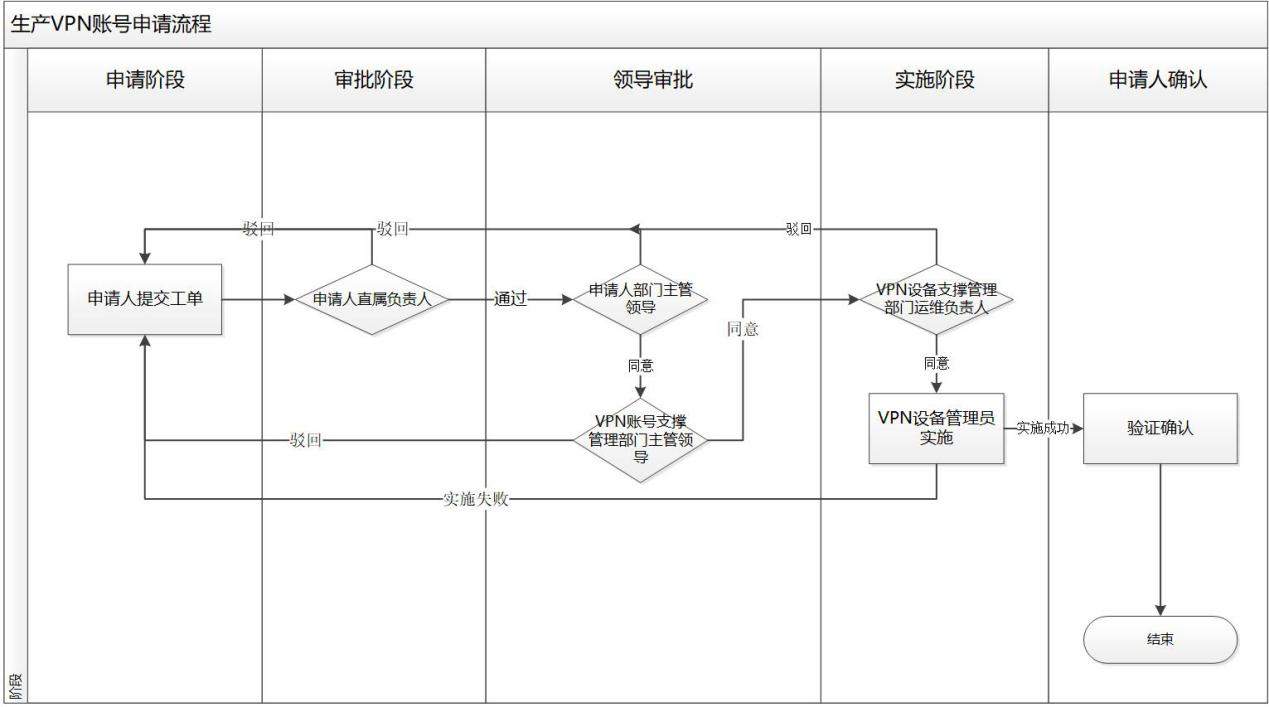 生产VPN账号申请流程
申请阶段
审批阶段
领导审批
实施阶段
申请人确认
驳回
驳回
驳回
申请人提交工单
申请人直属负责人
通过
申请人部门主管
领导
同意
VPN设备支撑管理
部门运维负责人
同意
同意
VPN账号支撑
管理部门主管领
导
驳回
VPN设备管理员
实施
实施成功
验证确认
实施失败
结束
阶段